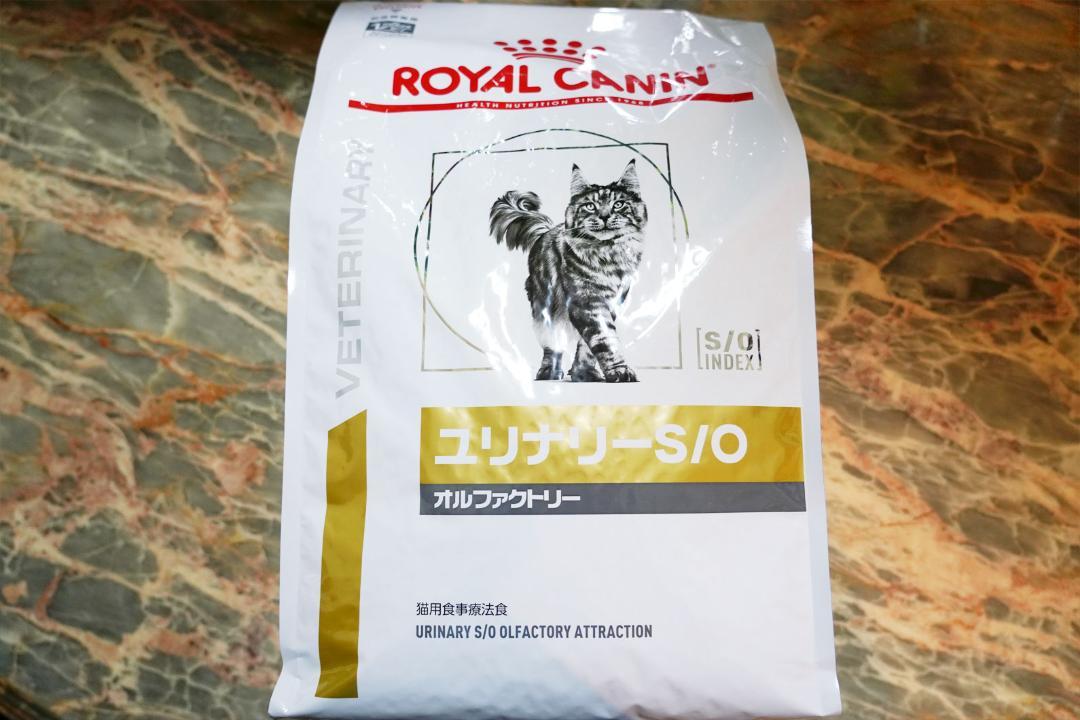 ROYAL CANIN
HEALTH NUTRITION SINCE 1968
VETERINARY
[S/O]
[INDEX]
ユリナリーS/O
オルファクトリー
猫用食事療法食
URINARY S/O OLFACTORY ATTRACTION